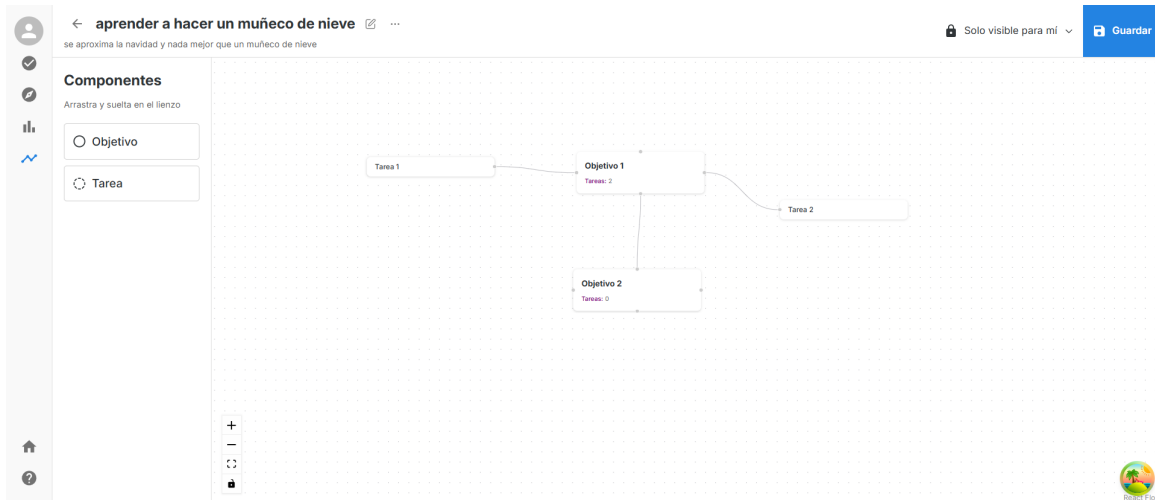 aprender a hacer un muñeco de nieve
se aproxima la navidad y nada mejor que un muñeco de nieve
Solo visible para mí
Guardar
Componentes
Arrastra y suelta en el lienzo
Objetivo
Tarea
Tarea 1
Objetivo 1
Tareas: 2
Tarea 2
Objetivo 2
Tareas: 0
React Flo